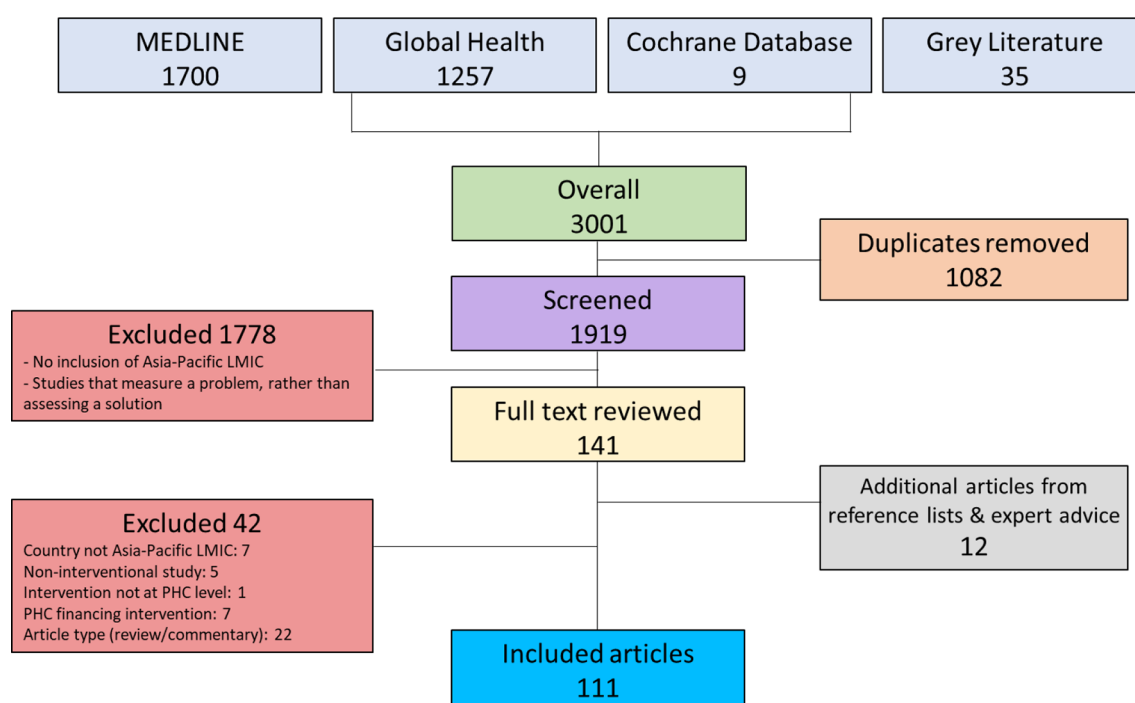 MEDLINE
1700
Global Health
1257
Cochrane Database
9
Grey Literature
35
Overall
3001
Duplicates removed
1082
Screened
1919
Excluded 1778
- No inclusion of Asia-Pacific LMIC
- Studies that measure a problem, rather than
assessing a solution
Full text reviewed
141
Additional articles from
reference lists & expert advice
12
Excluded 42
Country not Asia-Pacific LMIC: 7
Non-interventional study: 5
Intervention not at PHC level: 1
PHC financing intervention: 7
Article type (review/commentary): 22
Included articles
111